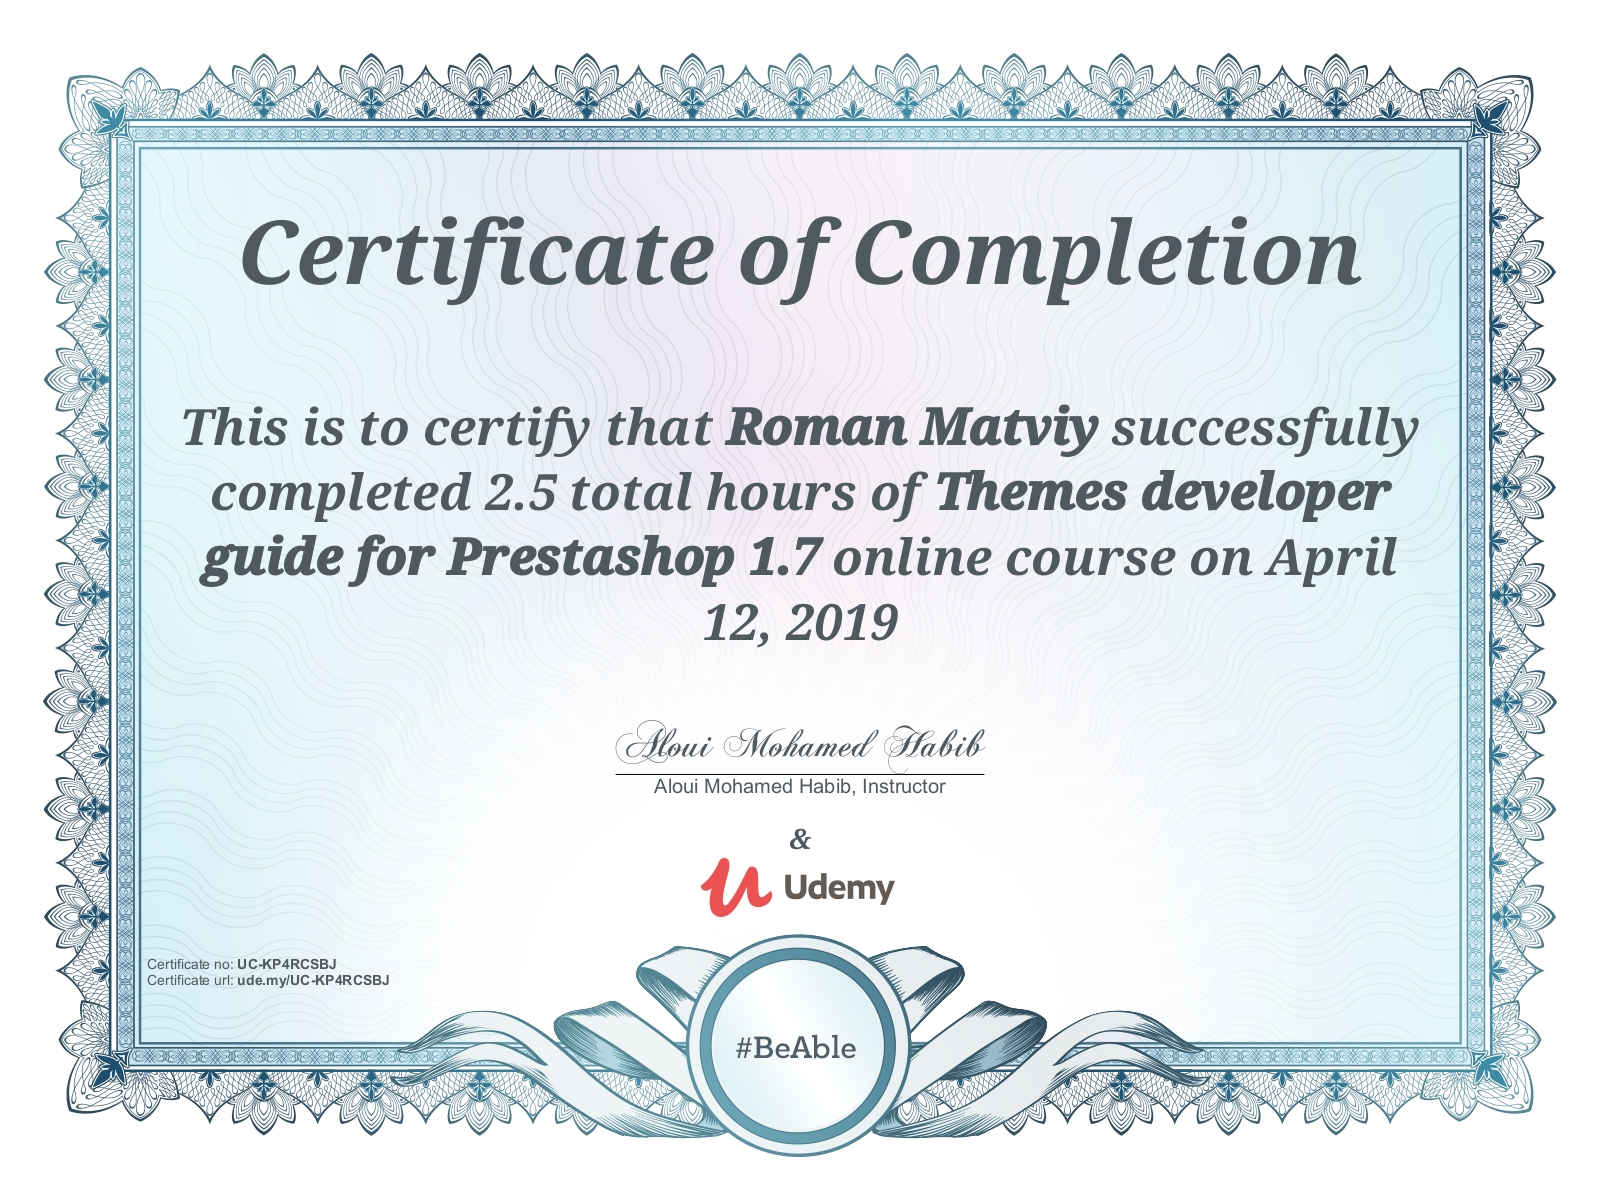 Certificate of Completion
This is to certify that Roman Matviy successfully
completed 2.5 total hours of Themes developer
guide for Prestashop 1.7 online course on April
12, 2019
Aloui Mohamed Habib
Aloui Mohamed Habib, Instructor
&
Udemy
Certificate no: UC-KP4RCSBJ
Certificate url: ude.my/UC-KP4RCSBJ
#BeAble